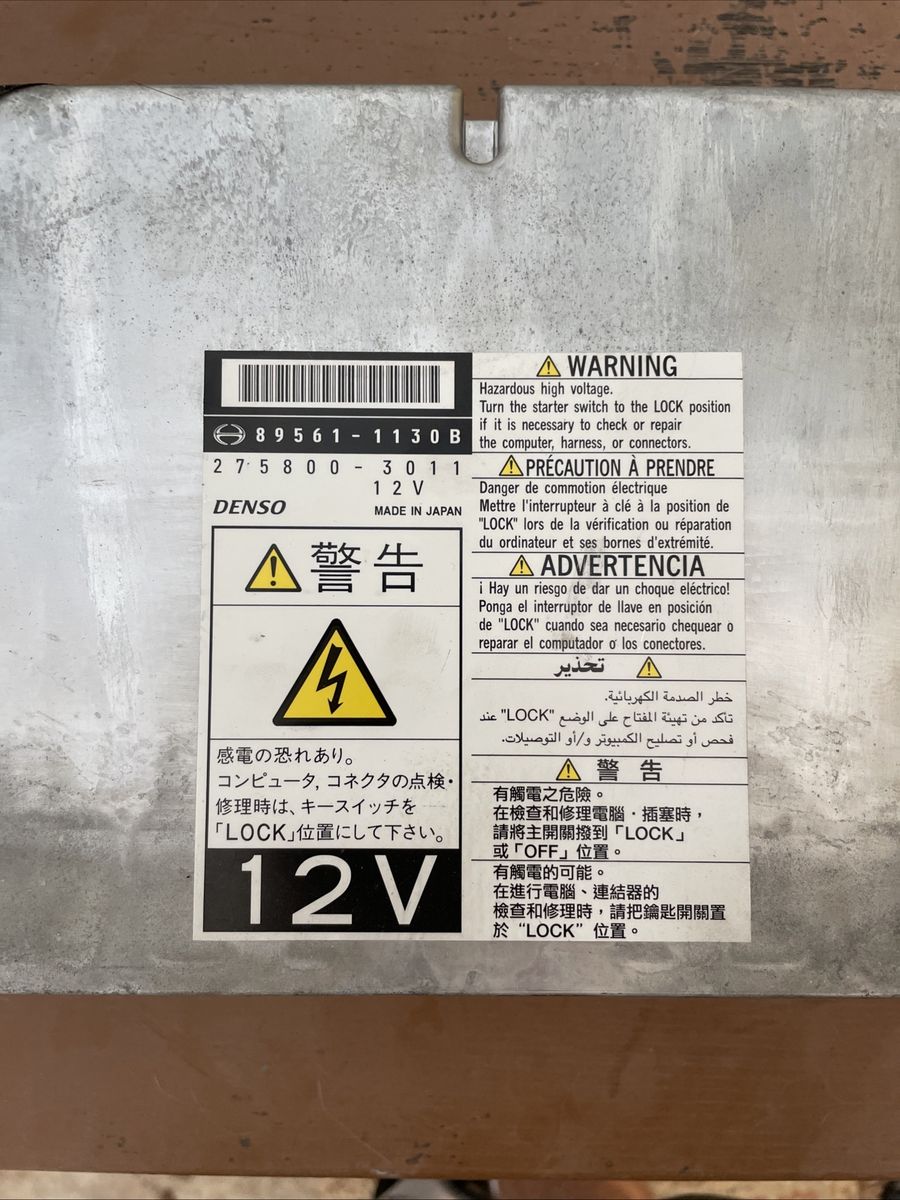 89561-1130B
275800-3011
12V
DENSO MADE IN JAPAN
警告
感電の恐れあり。
コンピュータ, コネクタの点検・
修理時は、キースイッチを
「LOCK」位置にして下さい。
12V
WARNING
Hazardous high voltage.
Turn the starter switch to the LOCK position
if it is necessary to check or repair
the computer, harness, or connectors.
PRÉCAUTION À PRENDRE
Danger de commotion électrique
Mettre l'interrupteur à clé à la position de
"LOCK" lors de la vérification ou réparation
du ordinateur et ses bornes d'extrémité.
ADVERTENCIA
¡ Hay un riesgo de dar un choque eléctrico!
Ponga el interruptor de llave en posición
de "LOCK" cuando sea necesario chequear o
reparar el computador o los conectores.
تحذير
خطر الصدمة الكهربائية.
تأكد من تهيئة المفتاح على الوضع "LOCK" عند
فحص أو تصليح الكمبيوتر و/أو التوصيلات.
警告
有觸電之危險。
在檢查和修理電腦・插塞時，
請將主開關撥到「LOCK」
或「OFF」位置。
有觸電的可能。
在進行電腦、連結器的
檢查和修理時，請把鑰匙開關置
於 “LOCK” 位置。